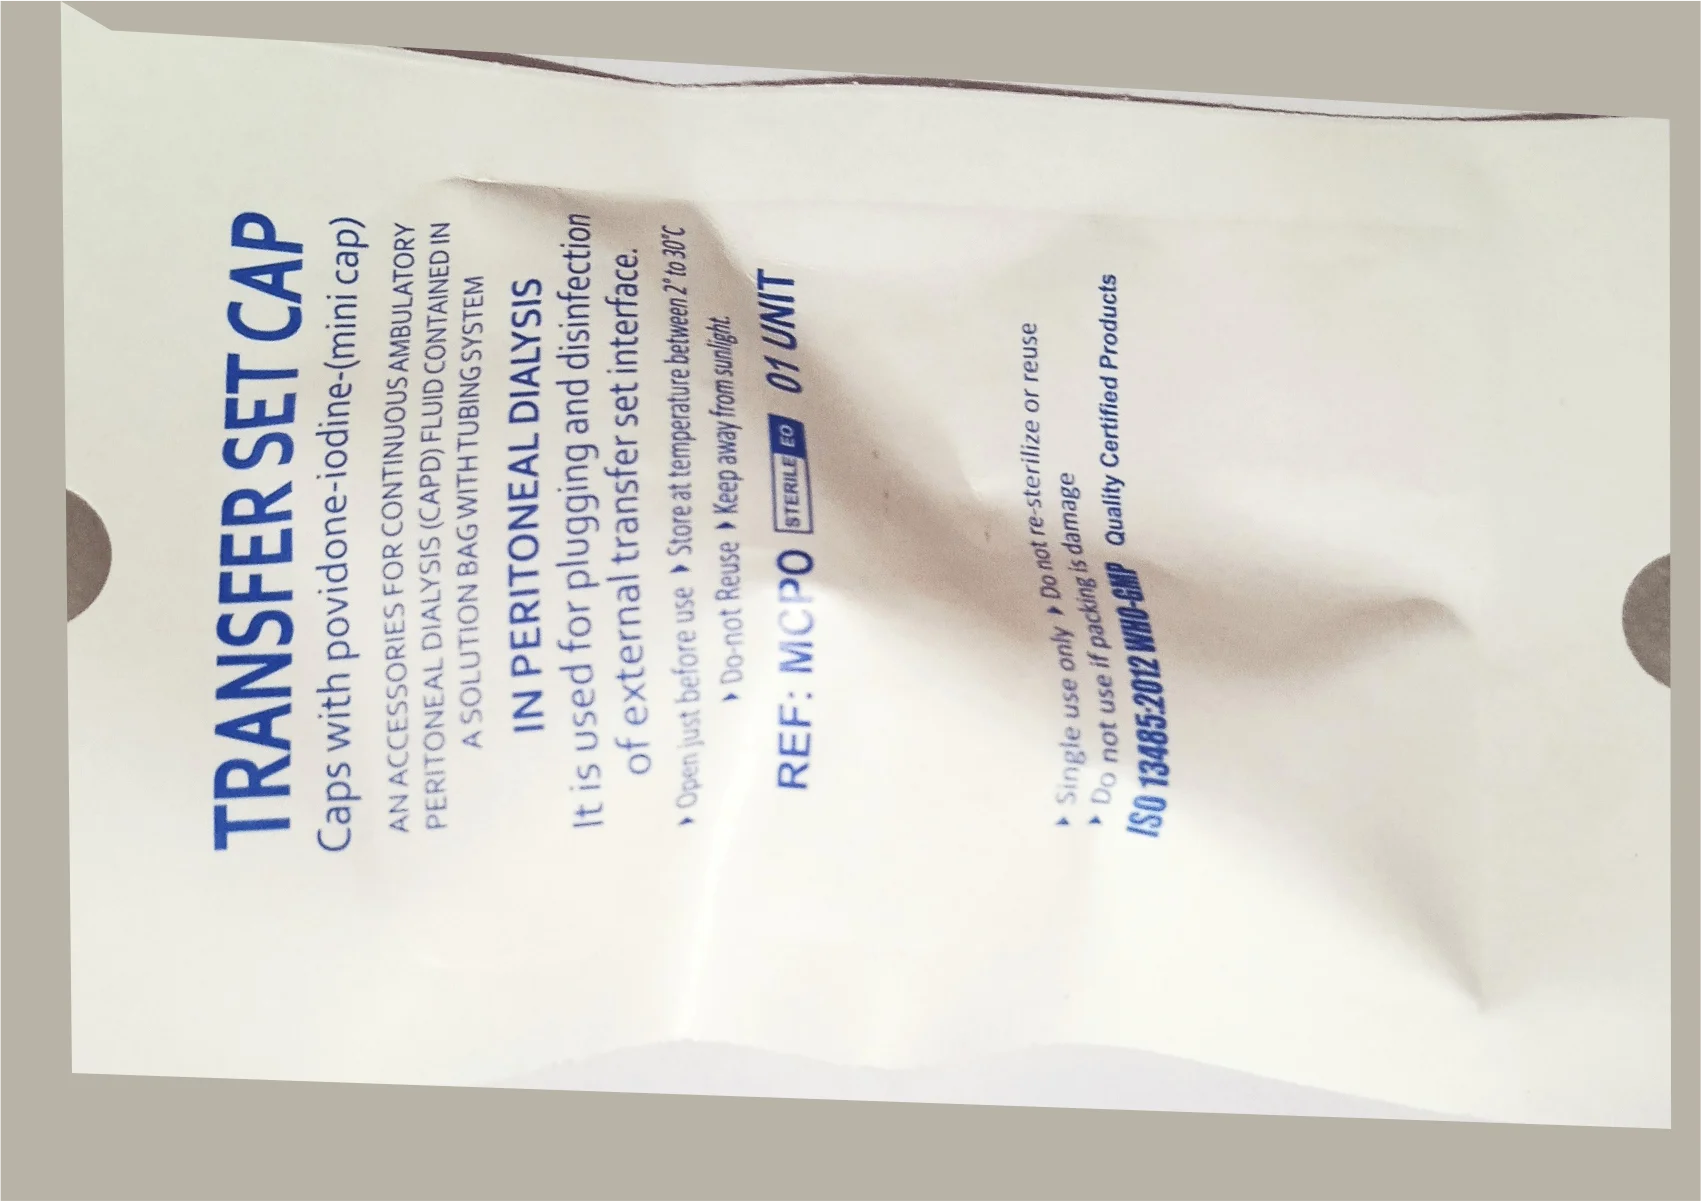 TRANSFER SET CAP
Caps with povidone-iodine-(mini cap)
AN ACCESSORIES FOR CONTINUOUS AMBULATORY
PERITONEAL DIALYSIS (CAPD) FLUID CONTAINED IN
A SOLUTION BAG WITH TUBING SYSTEM
IN PERITONEAL DIALYSIS
It is used for plugging and disinfection
of external transfer set interface.
Open just before use Store at temperature between 2° to 30°C
Do-not Reuse Keep away from sunlight.
REF: MCPO STERILE EO 01 UNIT
Single use only Do not re-sterilize or reuse
Do not use if packing is damage
ISO 13485:2012 WHO-GMP Quality Certified Products